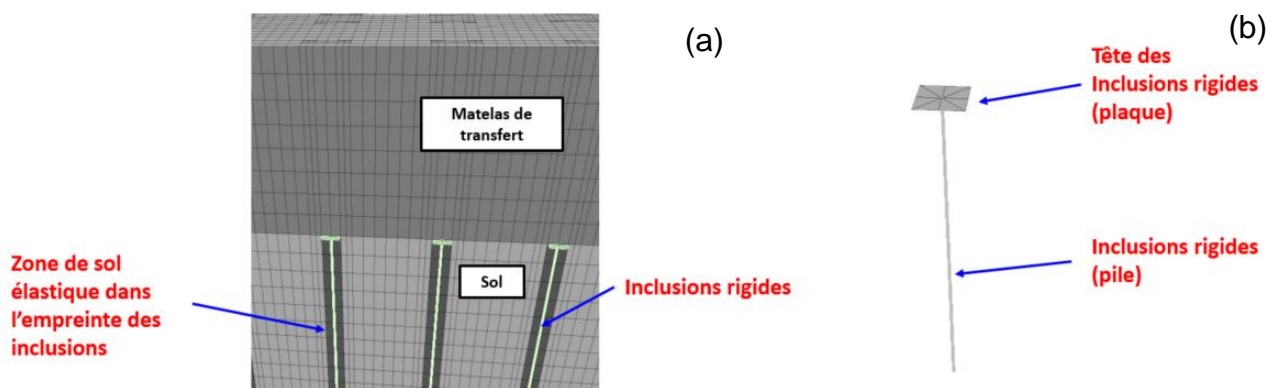 (a)
Matelas de
transfert
Zone de sol
élastique dans
l'empreinte des
inclusions
Sol
Inclusions rigides
(b)
Tête des
Inclusions rigides
(plaque)
Inclusions rigides
(pile)